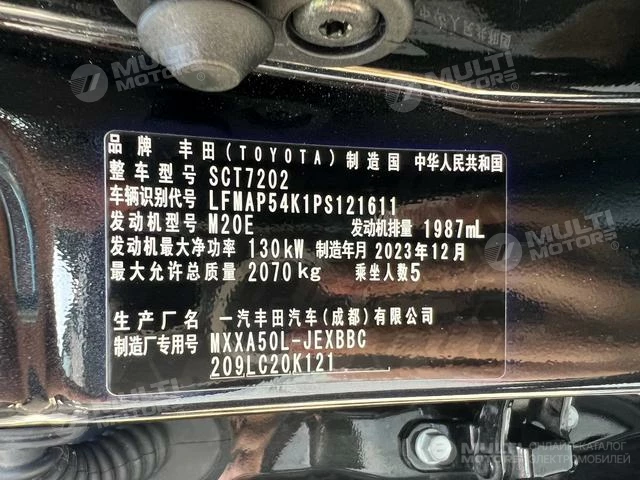 MULTI
MOTORS
MULTI
MOTORS
品牌 丰田(TOYOTA) 制造国 中华人民共和国
整车型号 SCT7202
车辆识别代号 LFMAP54K1PS121611
发动机型号 M20E 发动机排量 1987mL
发动机最大净功率 130kW 制造年月 2023年12月
最大允许总质量 2070kg 乘坐人数5
生产厂名 一汽丰田汽车(成都)有限公司
制造厂专用号 MXXA50L-JEXBBC
209LC20K121
MULTI
MOTORS
ОНЛАЙН-КАТАЛОГ
ЭЛЕКТРОМОБИЛЕЙ